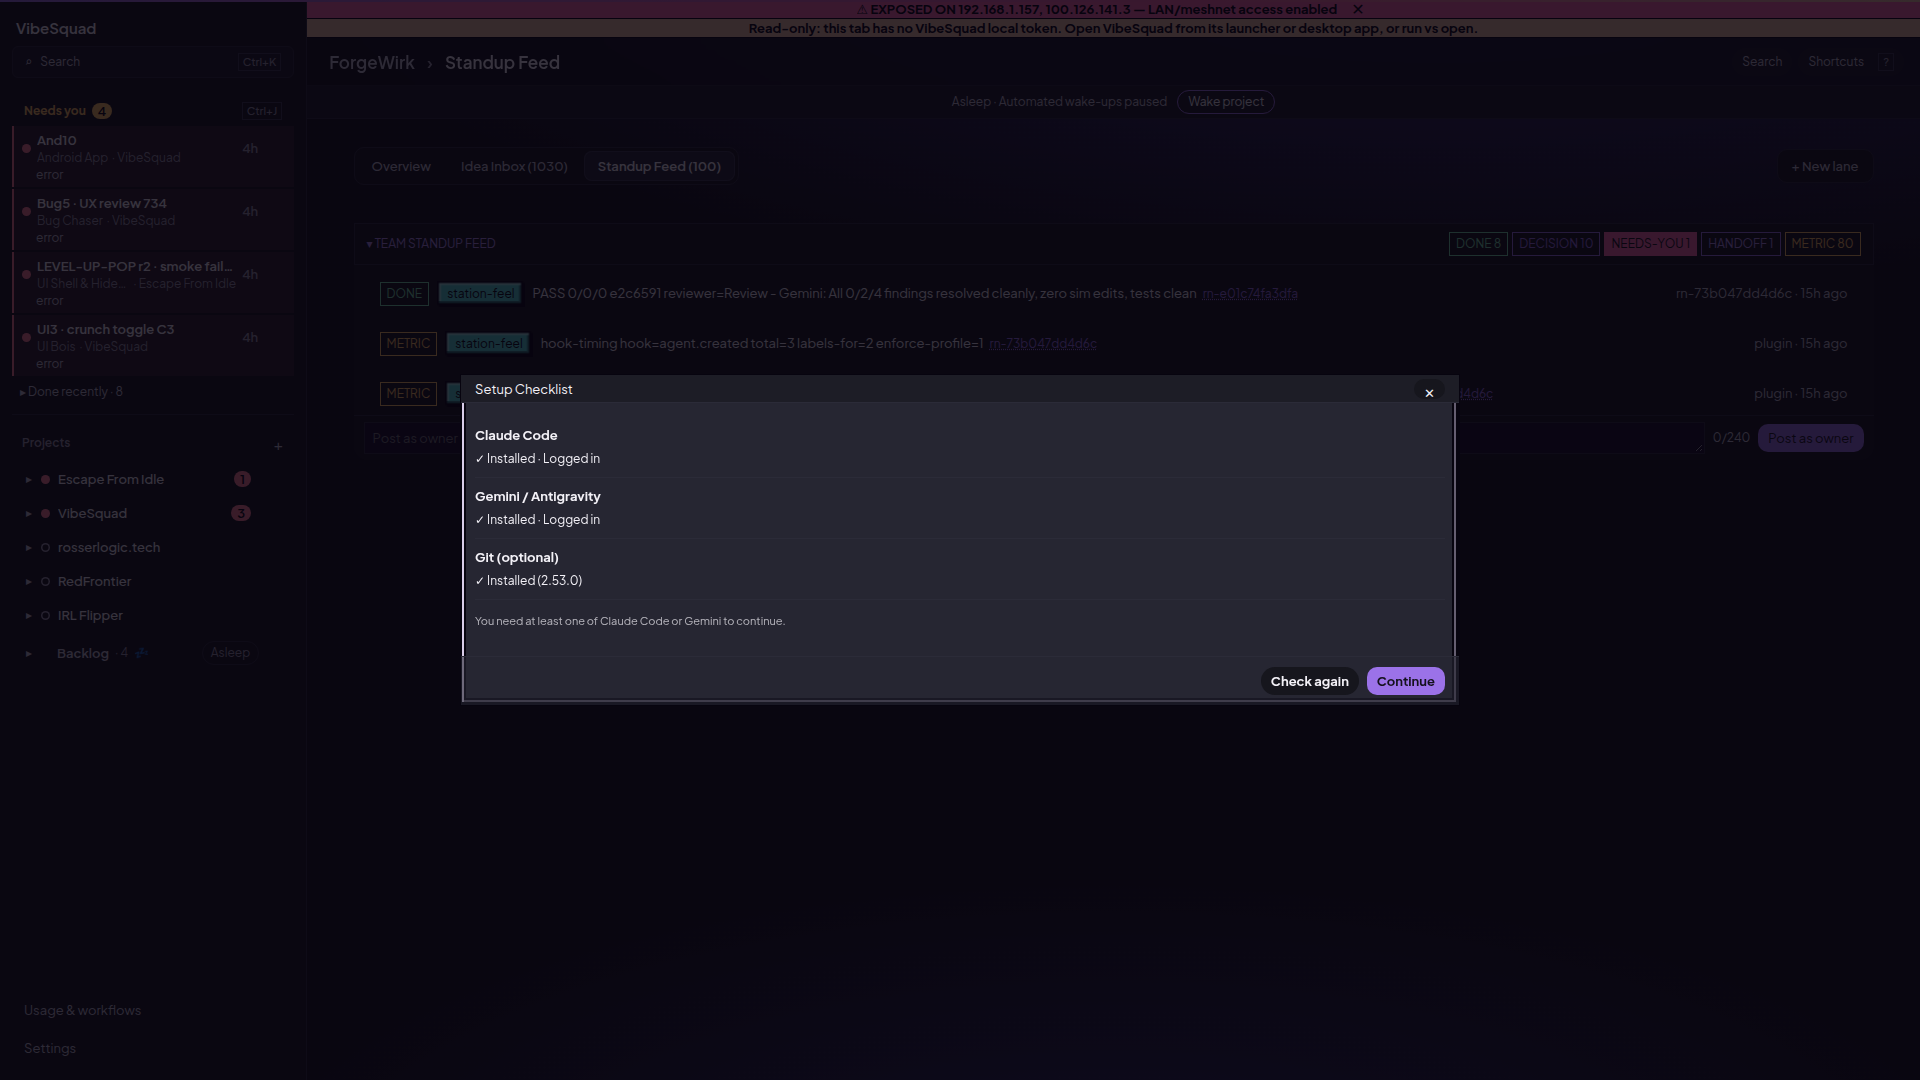 VibeSquad
Search Ctrl+K
Needs you 4 Ctrl+J
And10
Android App · VibeSquad
error
4h
Bug5 · UX review 734
Bug Chaser · VibeSquad
error
4h
LEVEL-UP-POP r2 · smoke fail...
UI Shell & Hide... · Escape From Idle
error
4h
UI3 · crunch toggle C3
UI Bois · VibeSquad
error
4h
▸ Done recently · 8
Projects +
Escape From Idle 1
VibeSquad 3
rosserlogic.tech
RedFrontier
IRL Flipper
Backlog · 4 Asleep
Usage & workflows
Settings
⚠ EXPOSED ON 192.168.1.157, 100.126.141.3 — LAN/meshnet access enabled ✕
Read-only: this tab has no VibeSquad local token. Open VibeSquad from its launcher or desktop app, or run vs open.
ForgeWirk › Standup Feed
Search Shortcuts ?
Asleep · Automated wake-ups paused Wake project
Overview Idea Inbox (1030) Standup Feed (100) + New lane
▾ TEAM STANDUP FEED DONE 8 DECISION 10 NEEDS-YOU 1 HANDOFF 1 METRIC 80
DONE station-feel PASS 0/0/0 e2c6591 reviewer=Review - Gemini: All 0/2/4 findings resolved cleanly, zero sim edits, tests clean m-e01c74fa3dfa m-73b047dd4d6c · 15h ago
METRIC station-feel hook-timing hook=agent.created total=3 labels-for=2 enforce-profile=1 m-73b047dd4d6c plugin · 15h ago
METRIC s 4d6c plugin · 15h ago
Post as owner 0/240 Post as owner
Setup Checklist ×
Claude Code
✓ Installed · Logged in
Gemini / Antigravity
✓ Installed · Logged in
Git (optional)
✓ Installed (2.53.0)
You need at least one of Claude Code or Gemini to continue.
Check again Continue